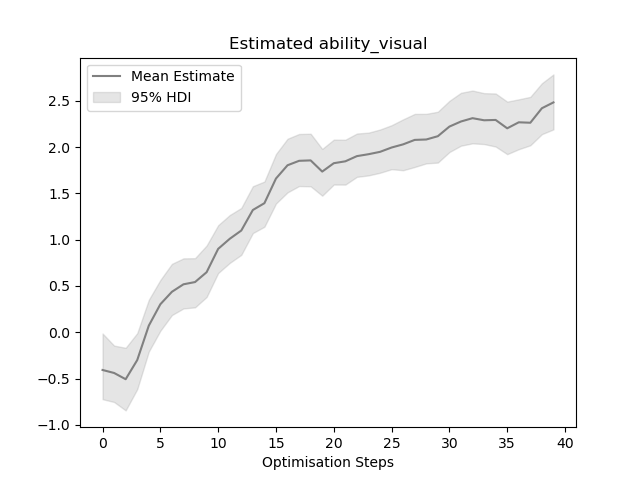 Estimated ability_visual
Mean Estimate
95% HDI
2.5
2.0
1.5
1.0
0.5
0.0
−0.5
−1.0
0 5 10 15 20 25 30 35 40
Optimisation Steps